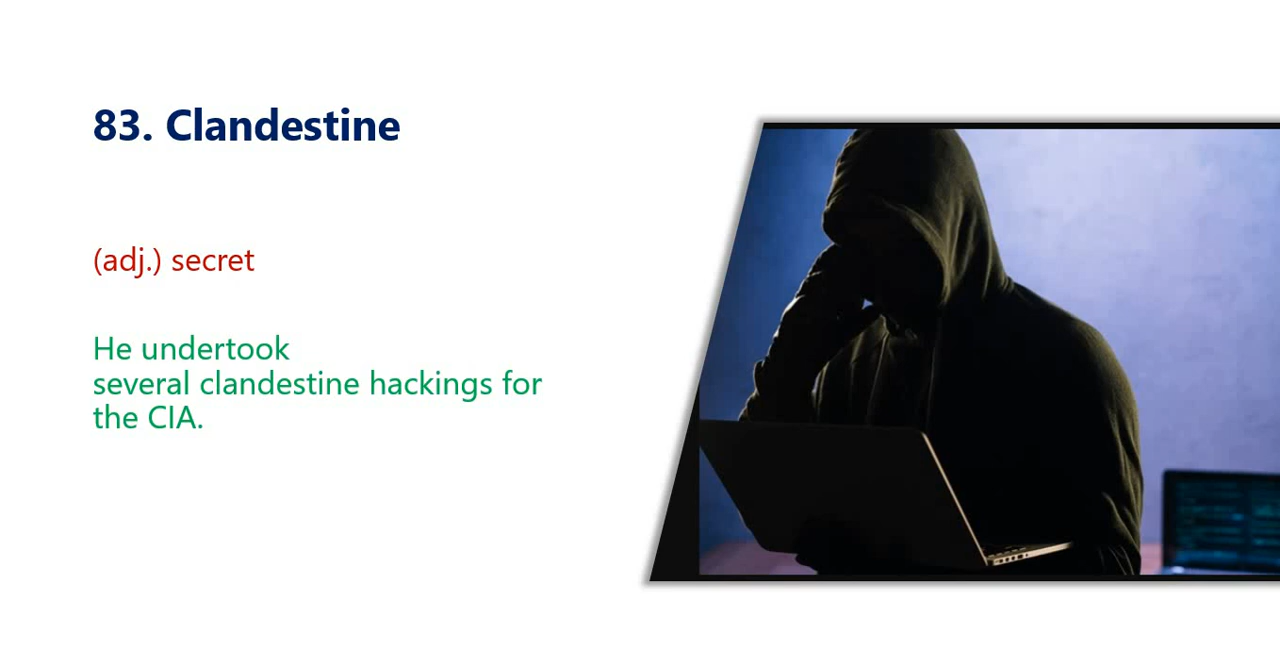 83. Clandestine
(adj.) secret
He undertook
several clandestine hackings for
the CIA.